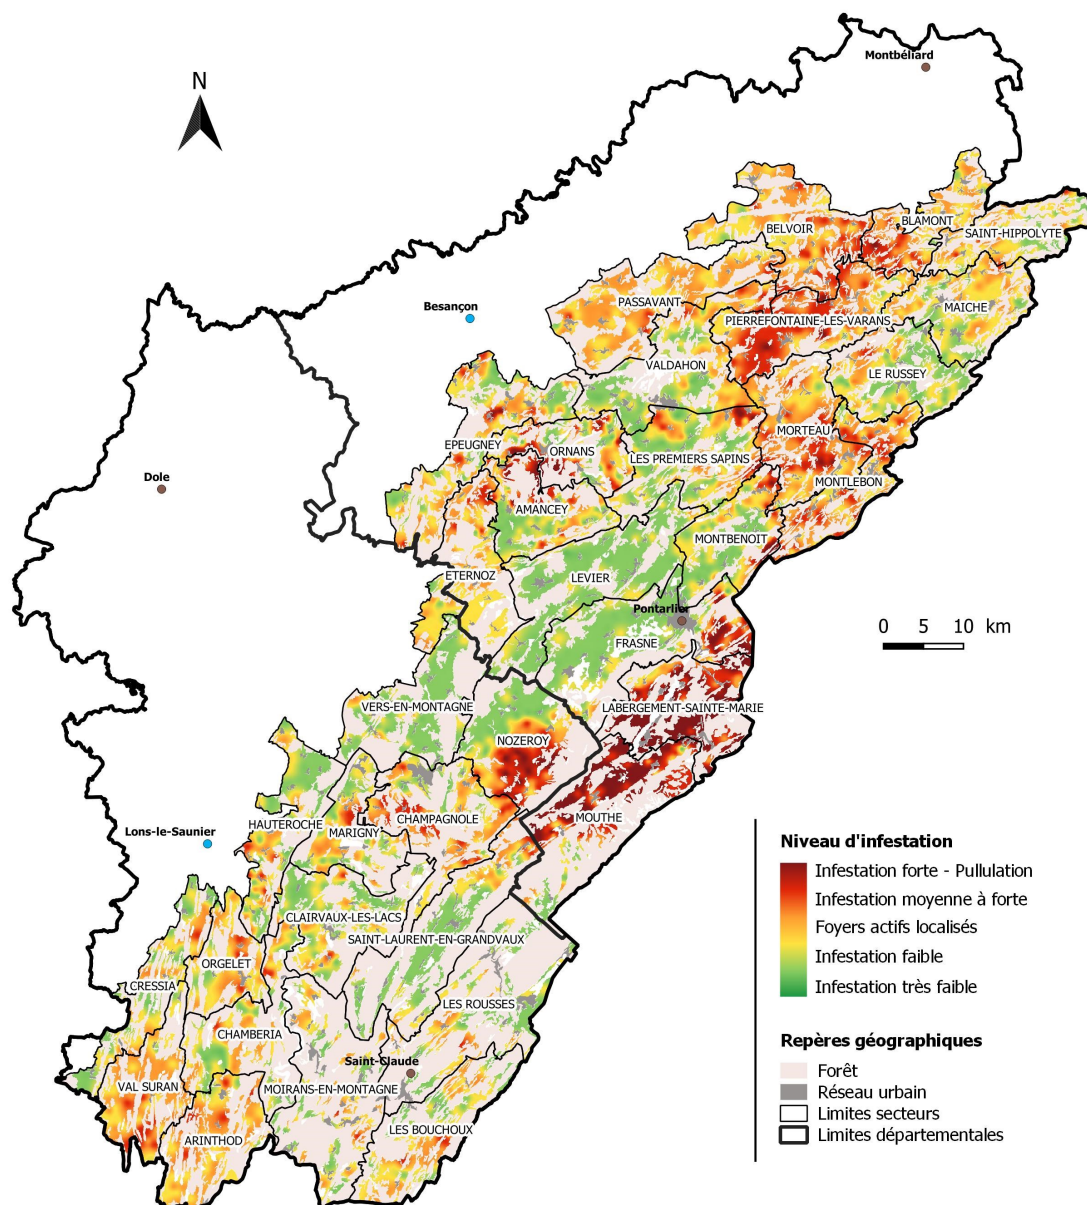 Montbéliard
N
BLAMONT
BELVOIR
SAINT-HIPPOLYTE
Besançon
PASSAVANT
MAICHE
PIERREFONTAINE-LES-VARANS
VALDAHON
LE RUSSEY
MORTEAU
EPEUGNEY
ORNANS
LES PREMIERS SAPINS
Dole
MONTLEBON
AMANCEY
MONTBENOIT
ETERNOZ
LEVIER
Pontarlier
0 5 10 km
FRASNE
VERS-EN-MONTAGNE
LABERGEMENT-SAINTE-MARIE
NOZEROY
HAUTEROCHE
CHAMPAGNOLE
MOUTHE
Lons-le-Saunier
MARIGNY
Niveau d'infestation
Infestation forte - Pullulation
Infestation moyenne à forte
Foyers actifs localisés
Infestation faible
Infestation très faible
CLAIRVAUX-LES-LACS
SAINT-LAURENT-EN-GRANDVAUX
ORGELET
CRESSIA
LES ROUSSES
CHAMBERIA
Repères géographiques
Forêt
Réseau urbain
Limites secteurs
Limites départementales
Saint-Claude
VAL SURAN
MOIRANS-EN-MONTAGNE
LES BOUCHOUX
ARINTHOD